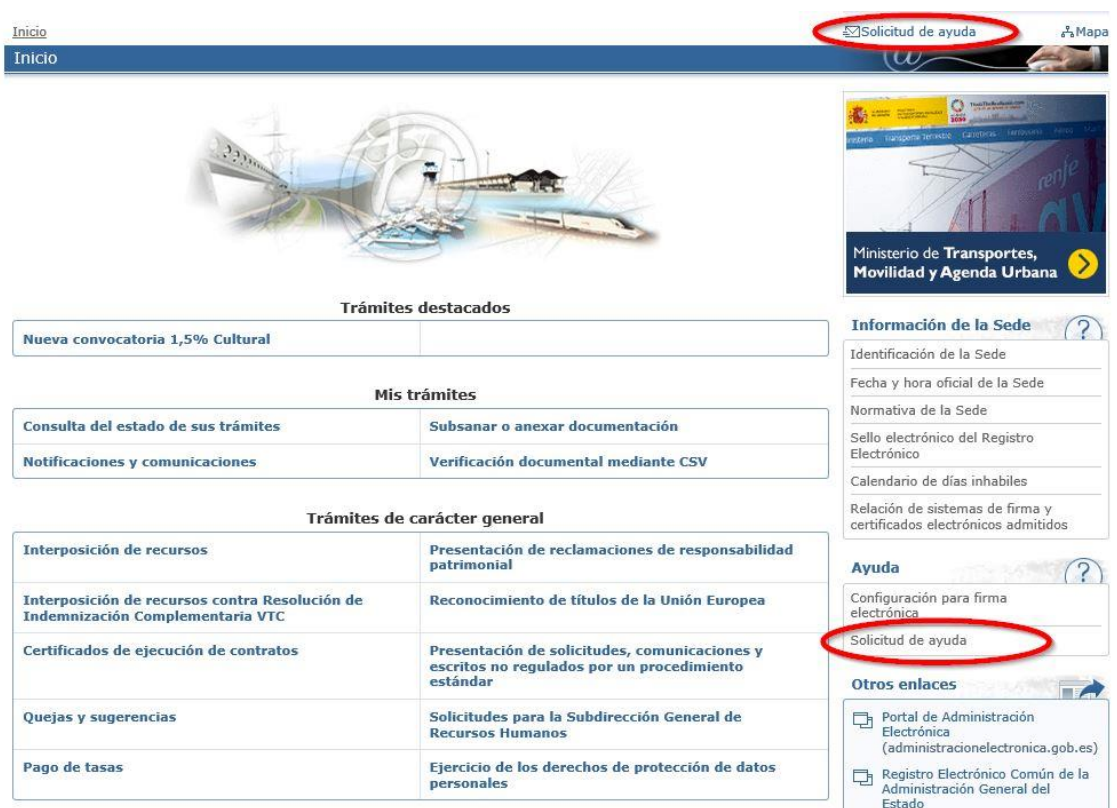 Inicio
Solicitud de ayuda
Mapa
Inicio
Transporte Terrestre
Carreteras
renfe
Ministerio de Transportes,
Movilidad y Agenda Urbana
Trámites destacados
Nueva convocatoria 1,5% Cultural
Mis trámites
Consulta del estado de sus trámites
Subsanar o anexar documentación
Notificaciones y comunicaciones
Verificación documental mediante CSV
Trámites de carácter general
Interposición de recursos
Presentación de reclamaciones de responsabilidad
patrimonial
Interposición de recursos contra Resolución de
Indemnización Complementaria VTC
Reconocimiento de títulos de la Unión Europea
Certificados de ejecución de contratos
Presentación de solicitudes, comunicaciones y
escritos no regulados por un procedimiento
estándar
Quejas y sugerencias
Solicitudes para la Subdirección General de
Recursos Humanos
Pago de tasas
Ejercicio de los derechos de protección de datos
personales
Información de la Sede
Identificación de la Sede
Fecha y hora oficial de la Sede
Normativa de la Sede
Sello electrónico del Registro
Electrónico
Calendario de días inhabiles
Relación de sistemas de firma y
certificados electrónicos admitidos
Ayuda
Configuración para firma
electrónica
Solicitud de ayuda
Otros enlaces
Portal de Administración
Electrónica
(administracionelectronica.gob.es)
Registro Electrónico Común de la
Administración General del
Estado